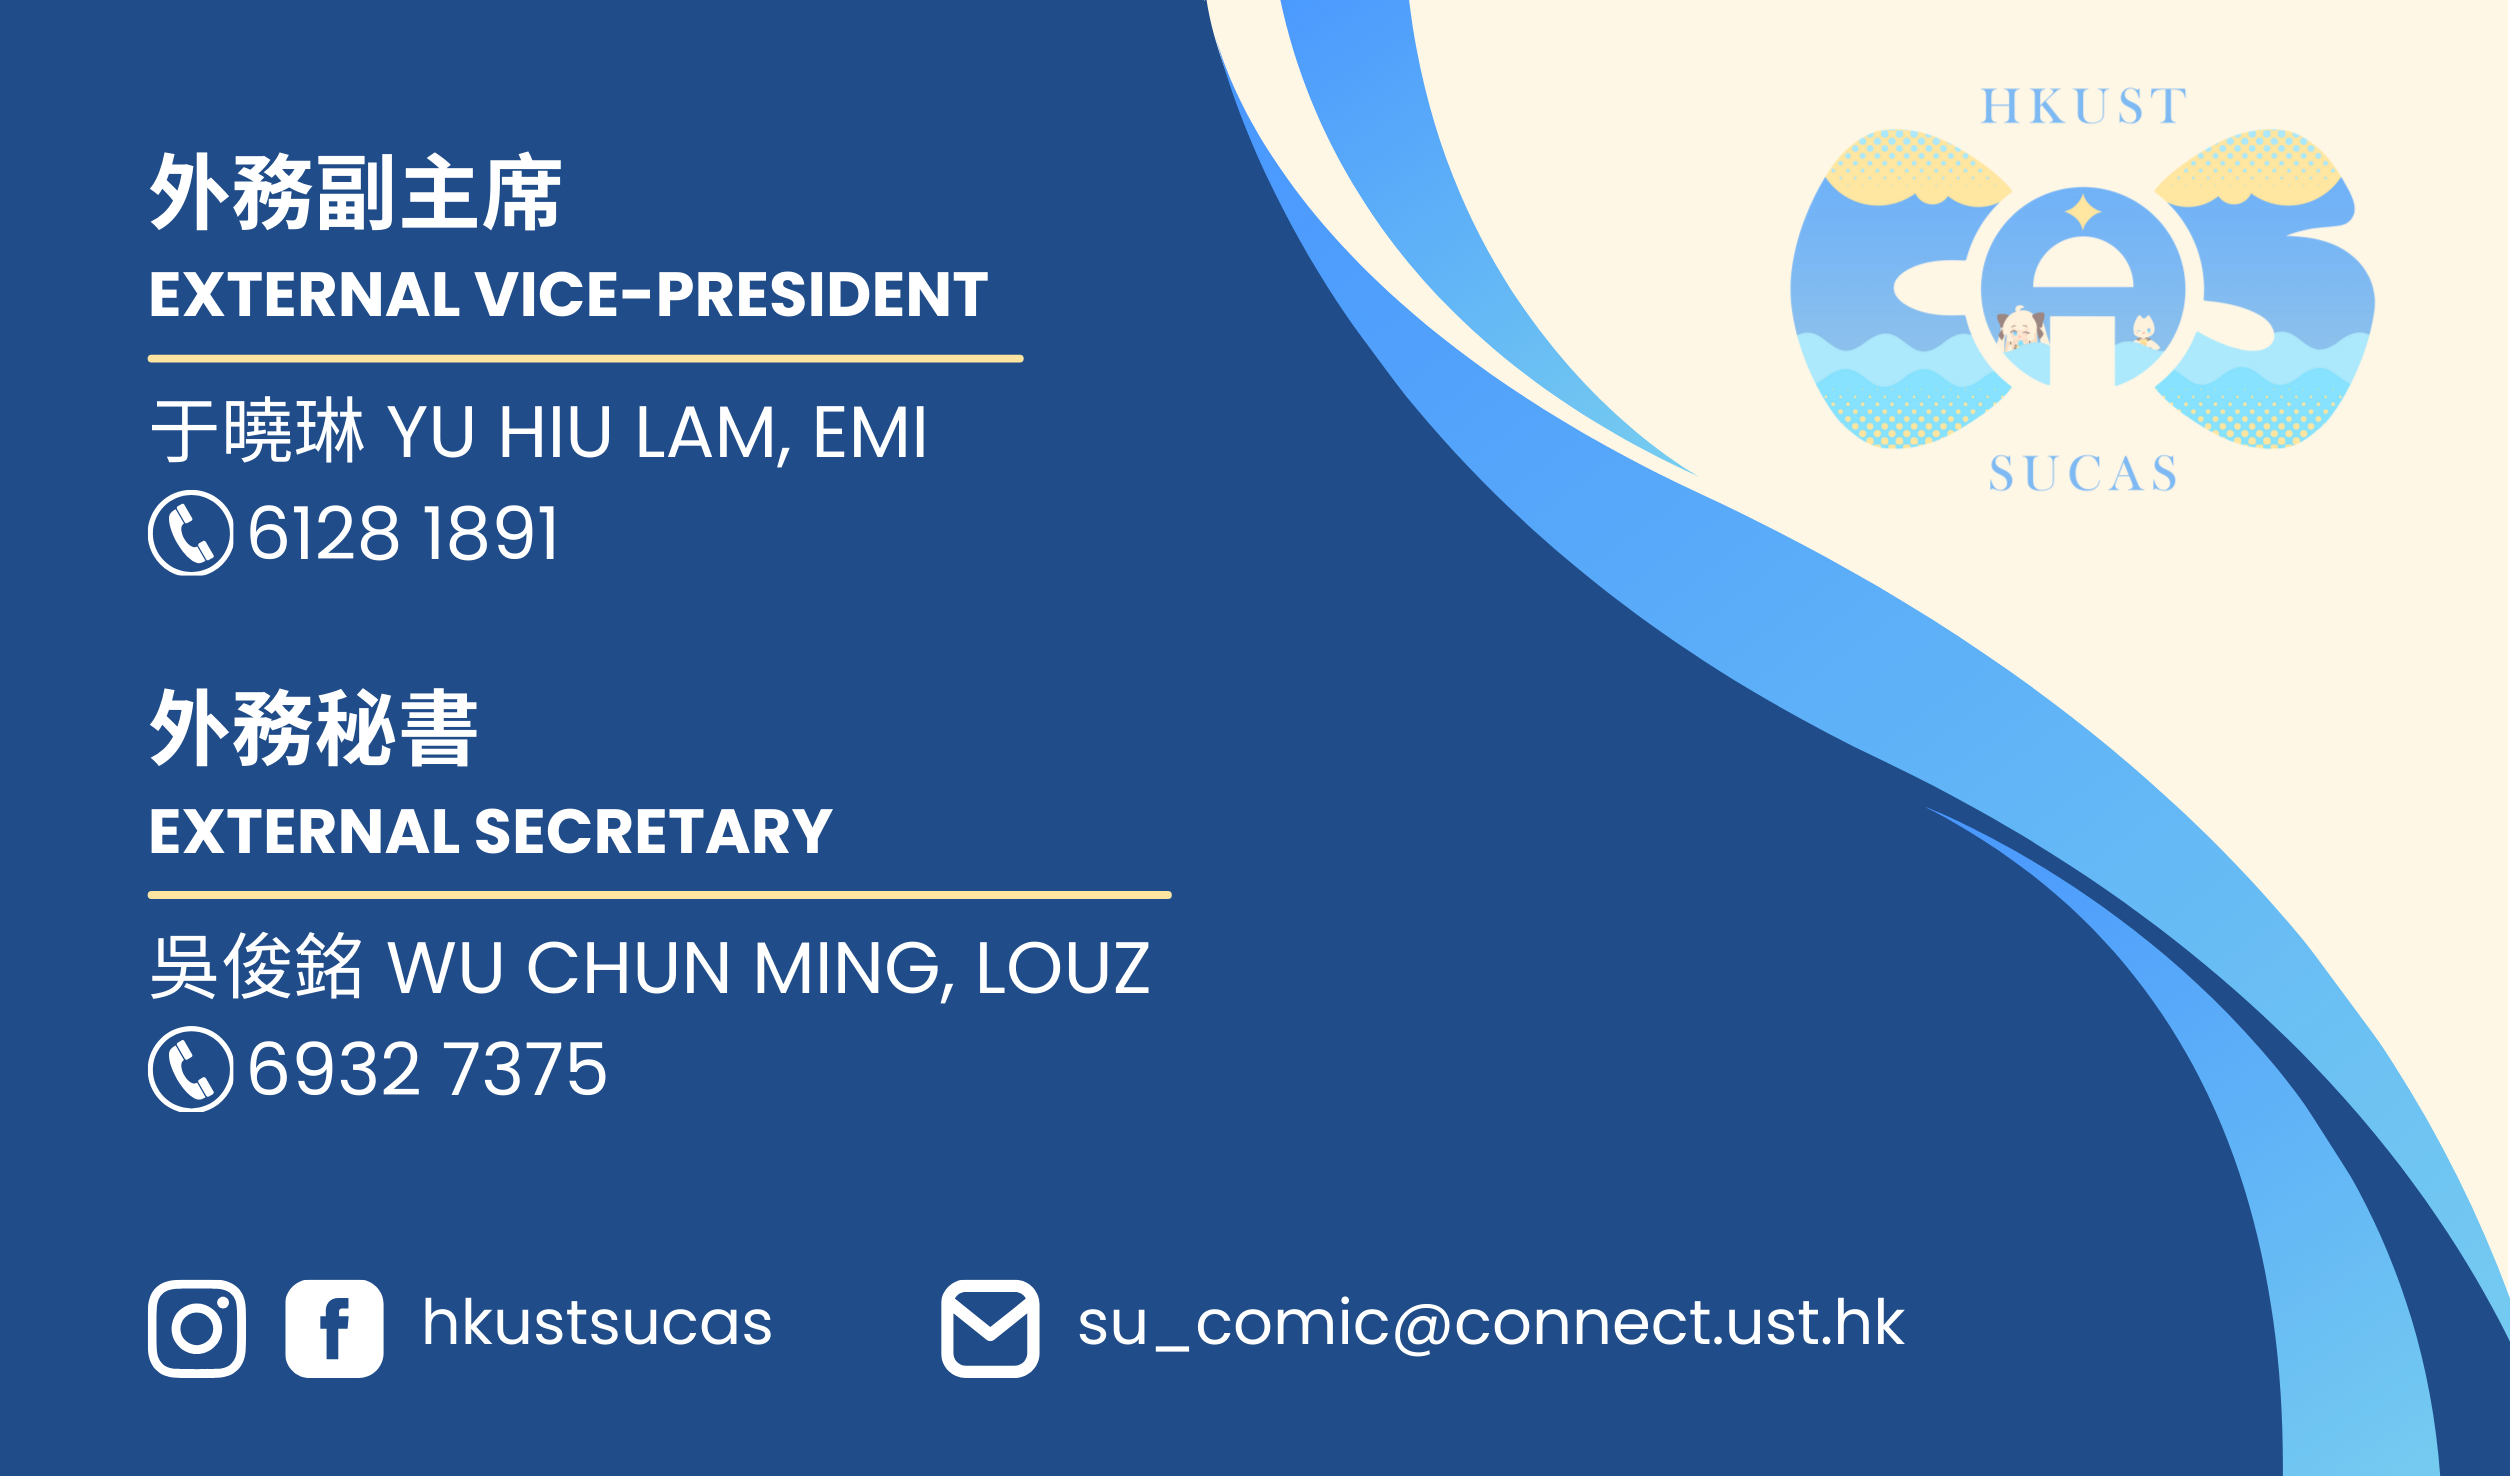 HKUST
SUCAS
外務副主席
EXTERNAL VICE-PRESIDENT
于曉琳 YU HIU LAM, EMI
6128 1891
外務秘書
EXTERNAL SECRETARY
吳俊銘 WU CHUN MING, LOUZ
6932 7375
hkustsucas
su_comic@connect.ust.hk